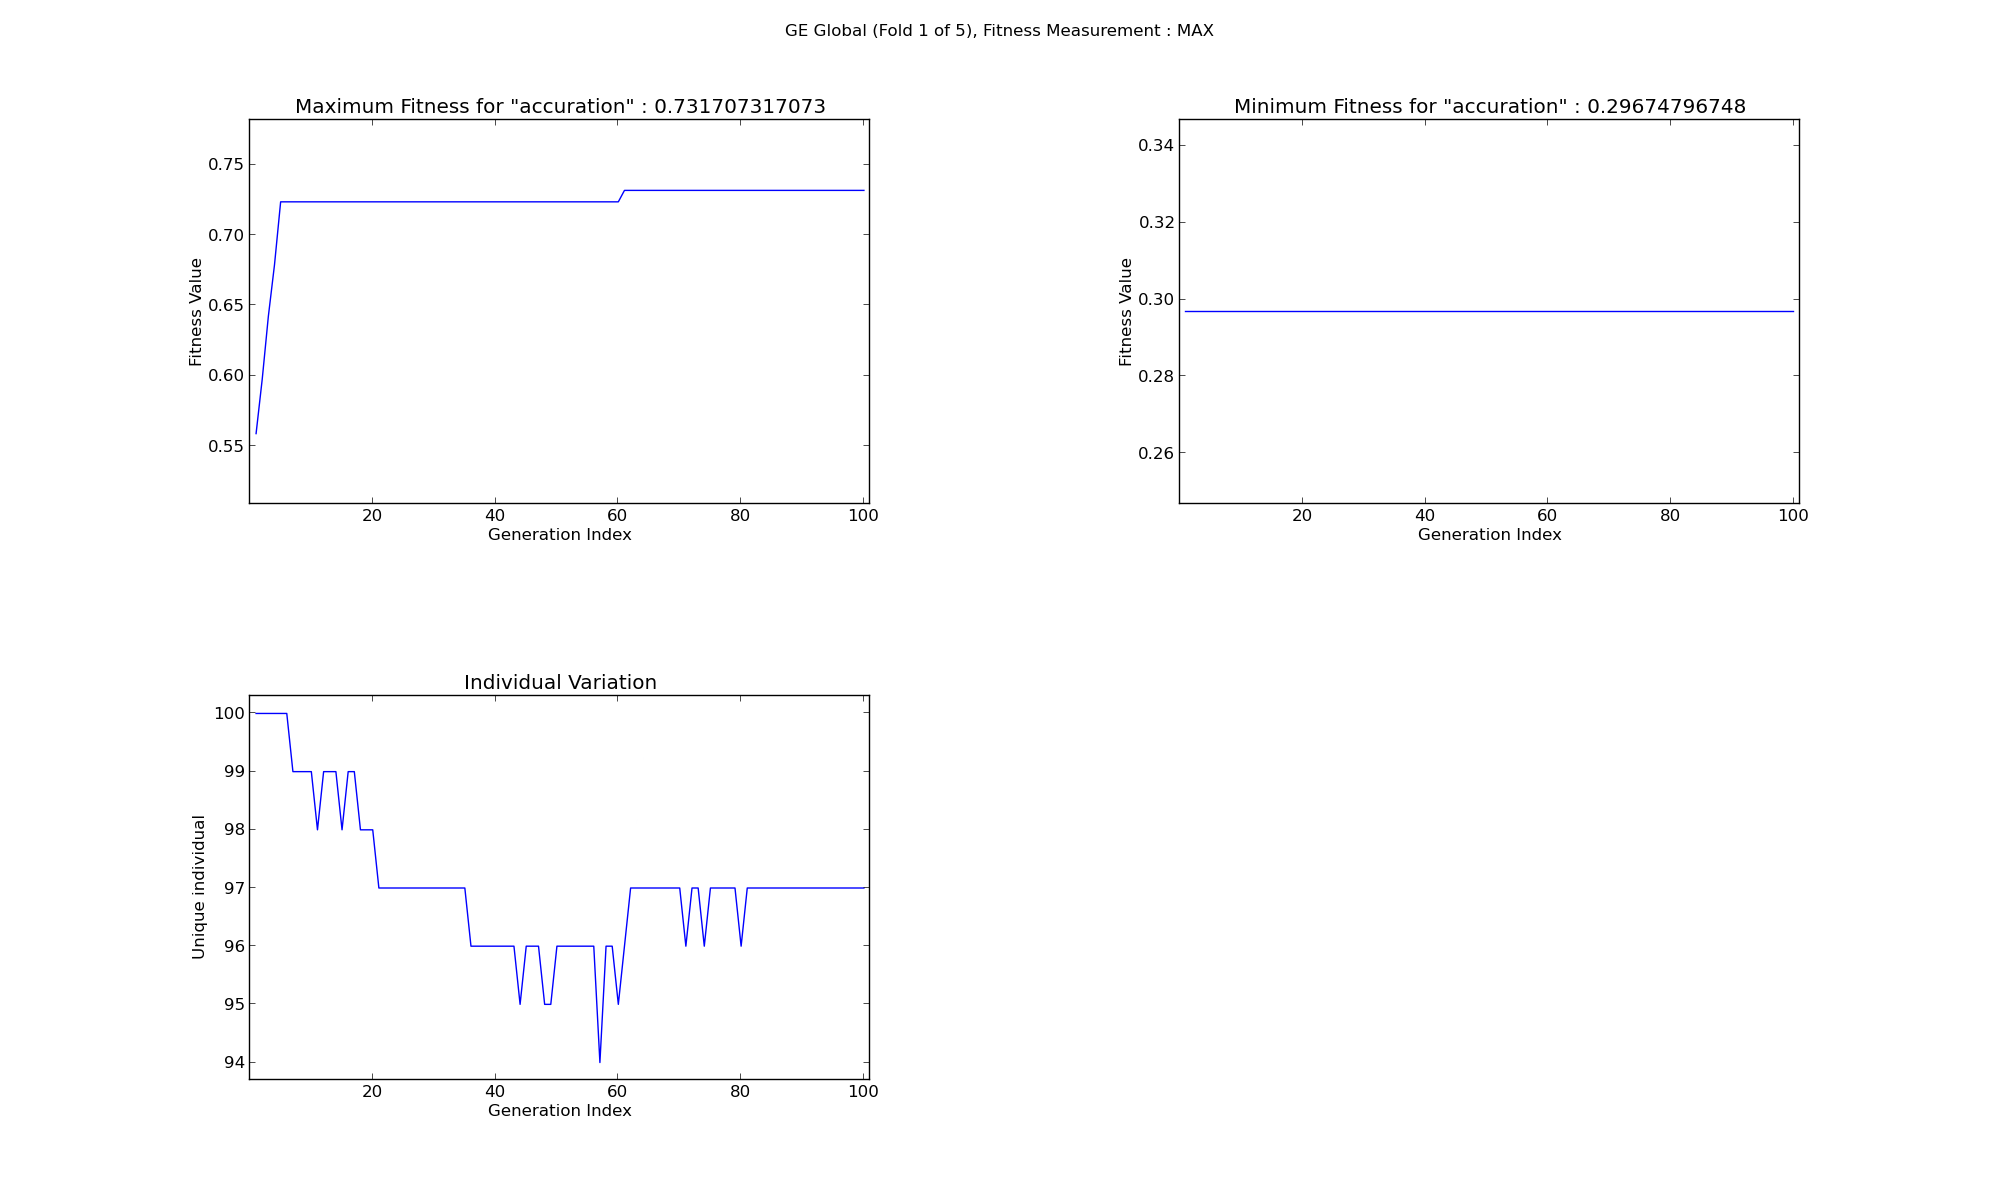 GE Global (Fold 1 of 5), Fitness Measurement : MAX
Maximum Fitness for "accuration" : 0.731707317073
0.75
0.70
0.65
0.60
0.55
Fitness Value
20 40 60 80 100
Generation Index
Minimum Fitness for "accuration" : 0.29674796748
0.34
0.32
0.30
0.28
0.26
Fitness Value
20 40 60 80 100
Generation Index
Individual Variation
100
99
98
97
96
95
94
Unique individual
20 40 60 80 100
Generation Index